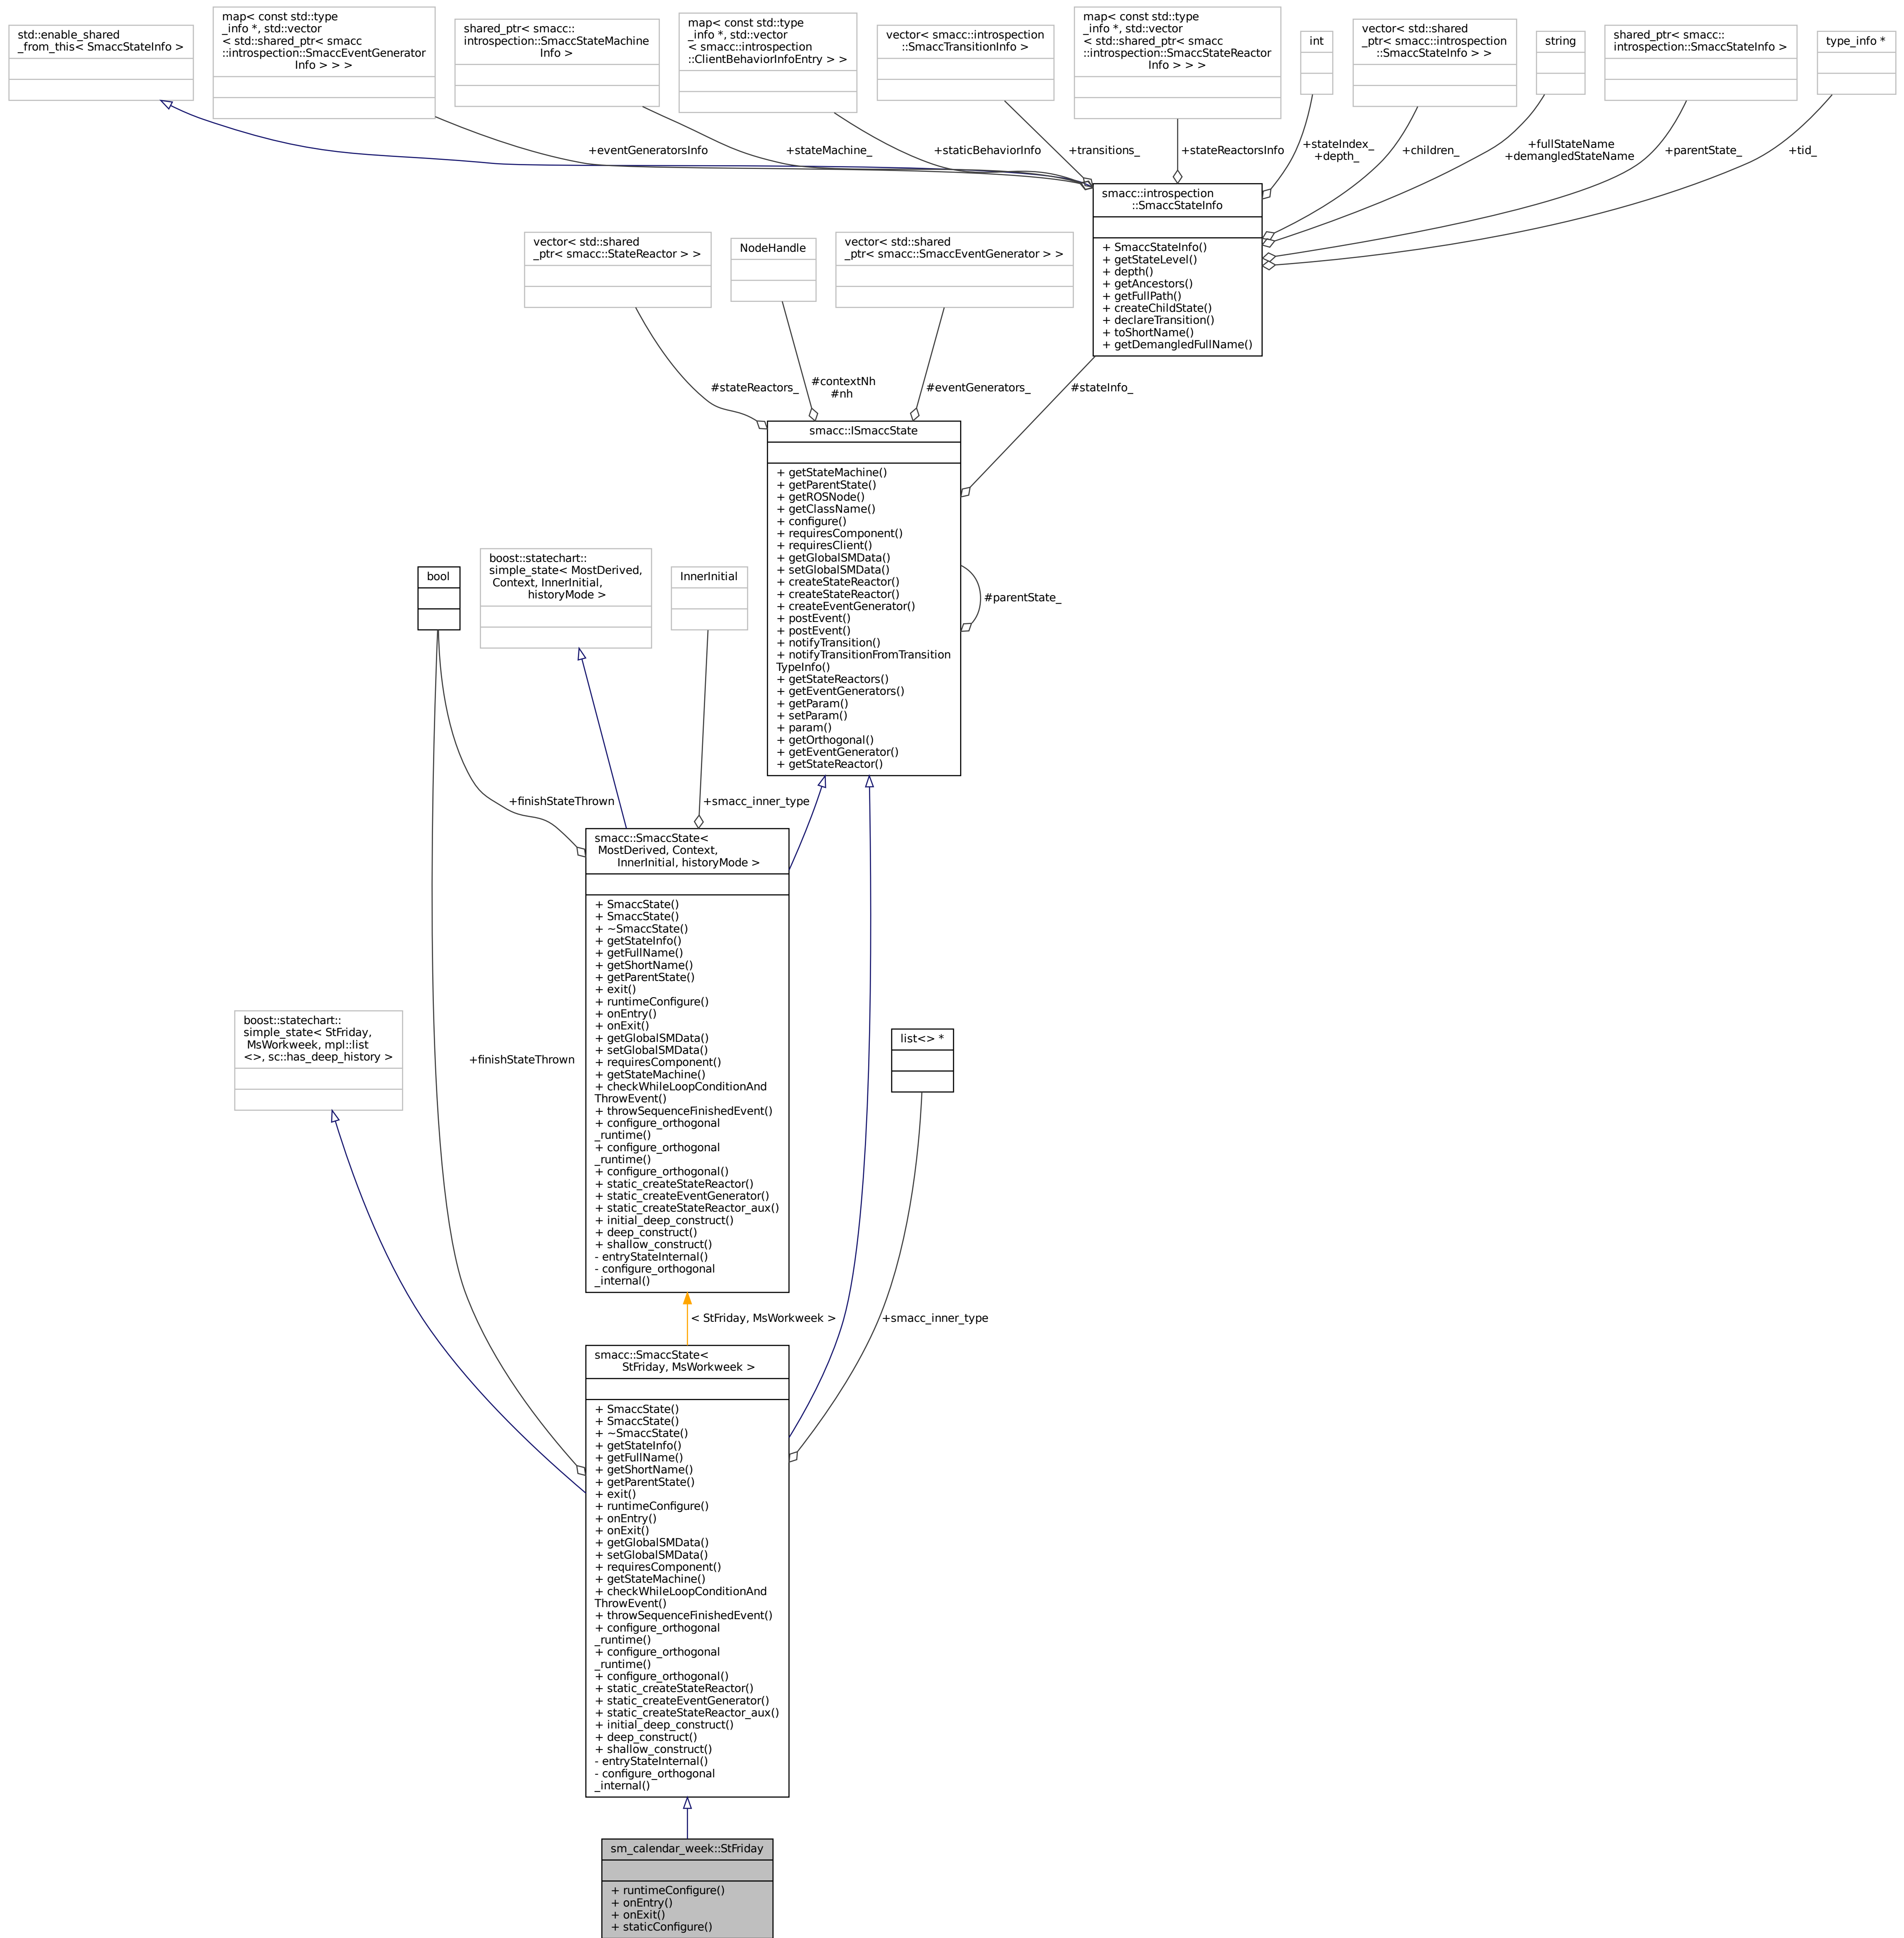 std::enable_shared
_from_this< SmaccStateInfo >
map< const std::type
_info *, std::vector
< std::shared_ptr< smacc
::introspection::SmaccEventGenerator
Info > > >
shared_ptr< smacc::
introspection::SmaccStateMachine
Info >
map< const std::type
_info *, std::vector
< smacc::introspection
::ClientBehaviorInfoEntry > >
vector< smacc::introspection
::SmaccTransitionInfo >
map< const std::type
_info *, std::vector
< std::shared_ptr< smacc
::introspection::SmaccStateReactor
Info > > >
int
vector< std::shared
_ptr< smacc::introspection
::SmaccStateInfo > >
string
shared_ptr< smacc::
introspection::SmaccStateInfo >
type_info *
+eventGeneratorsInfo
+stateMachine_
+staticBehaviorInfo
+transitions_
+stateReactorsInfo
+stateIndex_
+depth_
+children_
+fullStateName
+demangledStateName
+parentState_
+tid_
smacc::introspection
::SmaccStateInfo
+ SmaccStateInfo()
+ getStateLevel()
+ depth()
+ getAncestors()
+ getFullPath()
+ createChildState()
+ declareTransition()
+ toShortName()
+ getDemangledFullName()
vector< std::shared
_ptr< smacc::StateReactor > >
NodeHandle
vector< std::shared
_ptr< smacc::SmaccEventGenerator > >
#stateReactors_
#contextNh
#nh
#eventGenerators_
#stateInfo_
smacc::ISmaccState
+ getStateMachine()
+ getParentState()
+ getROSNode()
+ getClassName()
+ configure()
+ requiresComponent()
+ requiresClient()
+ getGlobalSMData()
+ setGlobalSMData()
+ createStateReactor()
+ createStateReactor()
+ createEventGenerator()
+ postEvent()
+ postEvent()
+ notifyTransition()
+ notifyTransitionFromTransition
TypeInfo()
+ getStateReactors()
+ getEventGenerators()
+ getParam()
+ setParam()
+ param()
+ getOrthogonal()
+ getEventGenerator()
+ getStateReactor()
#parentState_
bool
boost::statechart::
simple_state< MostDerived,
Context, InnerInitial,
historyMode >
InnerInitial
+finishStateThrown
+smacc_inner_type
smacc::SmaccState<
MostDerived, Context,
InnerInitial, historyMode >
+ SmaccState()
+ SmaccState()
+ ~SmaccState()
+ getStateInfo()
+ getFullName()
+ getShortName()
+ getParentState()
+ exit()
+ runtimeConfigure()
+ onEntry()
+ onExit()
+ getGlobalSMData()
+ setGlobalSMData()
+ requiresComponent()
+ getStateMachine()
+ checkWhileLoopConditionAnd
ThrowEvent()
+ throwSequenceFinishedEvent()
+ configure_orthogonal
_runtime()
+ configure_orthogonal
_runtime()
+ configure_orthogonal()
+ static_createStateReactor()
+ static_createEventGenerator()
+ static_createStateReactor_aux()
+ initial_deep_construct()
+ deep_construct()
+ shallow_construct()
- entryStateInternal()
- configure_orthogonal
_internal()
boost::statechart::
simple_state< StFriday,
MsWorkweek, mpl::list
<>, sc::has_deep_history >
+finishStateThrown
list<> *
< StFriday, MsWorkweek >
+smacc_inner_type
smacc::SmaccState<
StFriday, MsWorkweek >
+ SmaccState()
+ SmaccState()
+ ~SmaccState()
+ getStateInfo()
+ getFullName()
+ getShortName()
+ getParentState()
+ exit()
+ runtimeConfigure()
+ onEntry()
+ onExit()
+ getGlobalSMData()
+ setGlobalSMData()
+ requiresComponent()
+ getStateMachine()
+ checkWhileLoopConditionAnd
ThrowEvent()
+ throwSequenceFinishedEvent()
+ configure_orthogonal
_runtime()
+ configure_orthogonal
_runtime()
+ configure_orthogonal()
+ static_createStateReactor()
+ static_createEventGenerator()
+ static_createStateReactor_aux()
+ initial_deep_construct()
+ deep_construct()
+ shallow_construct()
- entryStateInternal()
- configure_orthogonal
_internal()
sm_calendar_week::StFriday
+ runtimeConfigure()
+ onEntry()
+ onExit()
+ staticConfigure()